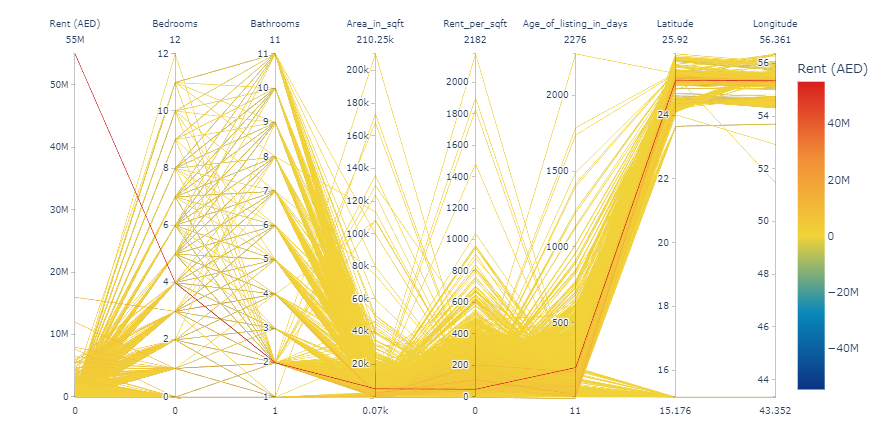 Rent (AED) Bedrooms Bathrooms Area_in_sqft Rent_per_sqft Age_of_listing_in_days Latitude Longitude
55M 12 11 210.25k 2182 2276 25.92 56.361
Rent (AED)
50M
40M
30M
20M
10M
0
12
10
8
6
4
2
0
11
10
9
8
7
6
5
4
3
2
1
200k
180k
160k
140k
120k
100k
80k
60k
40k
20k
2000
1800
1600
1400
1200
1000
800
600
400
200
0
2000
1500
1000
500
24
22
20
18
16
56
54
52
50
48
46
44
40M
20M
0
−20M
−40M
0 0 1 0.07k 0 11 15.176 43.352